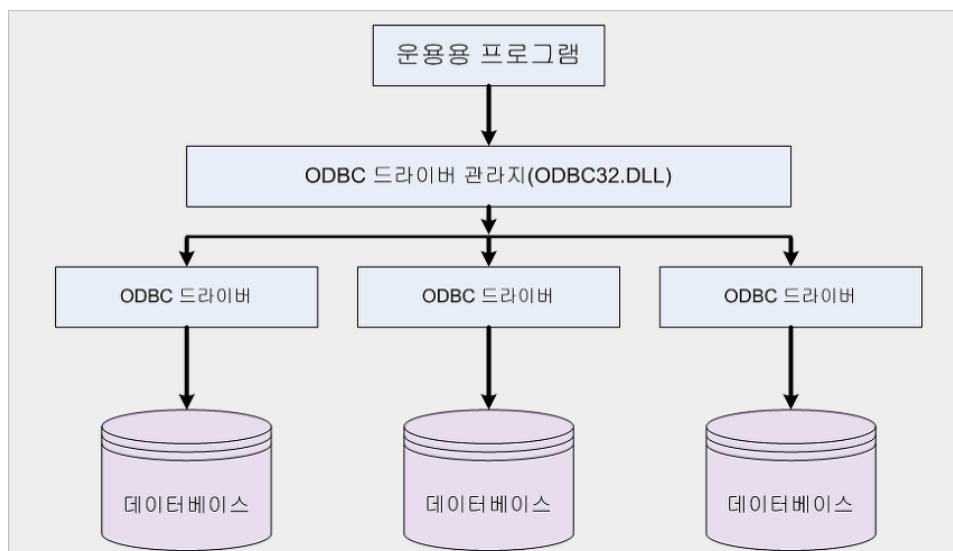 운용용 프로그램
ODBC 드라이버 관라지(ODBC32.DLL)
ODBC 드라이버
ODBC 드라이버
ODBC 드라이버
데이터베이스
데이터베이스
데이터베이스